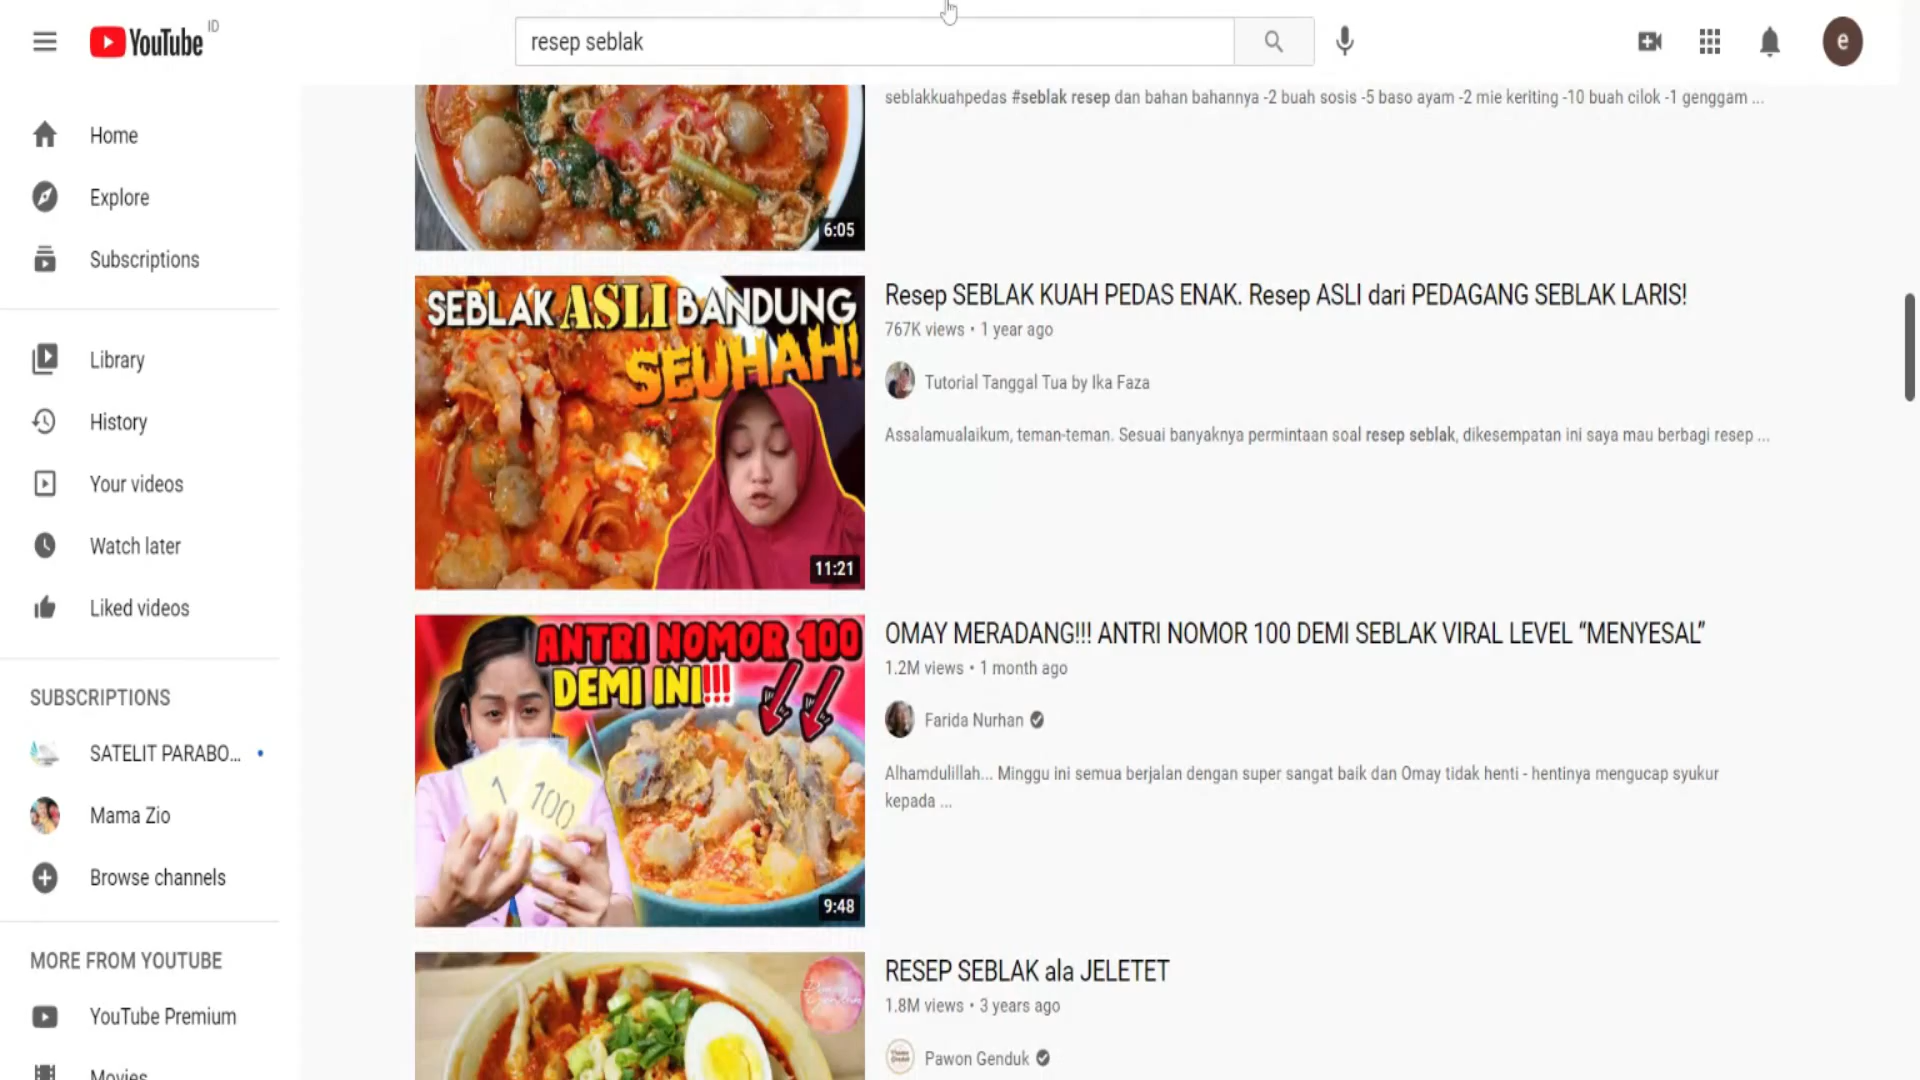 YouTube ID
resep seblak
e
Home
Explore
Subscriptions
Library
History
Your videos
Watch later
Liked videos
SUBSCRIPTIONS
SATELIT PARABO...
Mama Zio
Browse channels
MORE FROM YOUTUBE
YouTube Premium
Movies
seblakkuahpedas #seblak resep dan bahan bahannya -2 buah sosis -5 baso ayam -2 mie keriting -10 buah cilok -1 genggam ...
6:05
SEBLAK ASLI BANDUNG
SEUHAH!
11:21
Resep SEBLAK KUAH PEDAS ENAK. Resep ASLI dari PEDAGANG SEBLAK LARIS!
767K views • 1 year ago
Tutorial Tanggal Tua by Ika Faza
Assalamualaikum, teman-teman. Sesuai banyaknya permintaan soal resep seblak, dikesempatan ini saya mau berbagi resep ...
ANTRI NOMOR 100
DEMI INI!!!
1 100
9:48
OMAY MERADANG!!! ANTRI NOMOR 100 DEMI SEBLAK VIRAL LEVEL “MENYESAL”
1.2M views • 1 month ago
Farida Nurhan
Alhamdulillah... Minggu ini semua berjalan dengan super sangat baik dan Omay tidak henti - hentinya mengucap syukur
kepada ...
RESEP SEBLAK ala JELETET
1.8M views • 3 years ago
Pawon Genduk